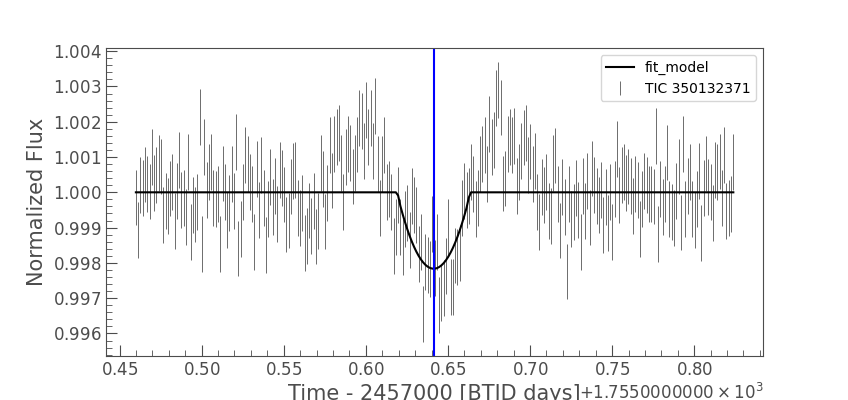 1.004
1.003
1.002
1.001
1.000
0.999
0.998
0.997
0.996
Normalized Flux
fit_model
TIC 350132371
0.45 0.50 0.55 0.60 0.65 0.70 0.75 0.80
Time - 2457000 [BTJD days]
+1.7550000000 × 10³